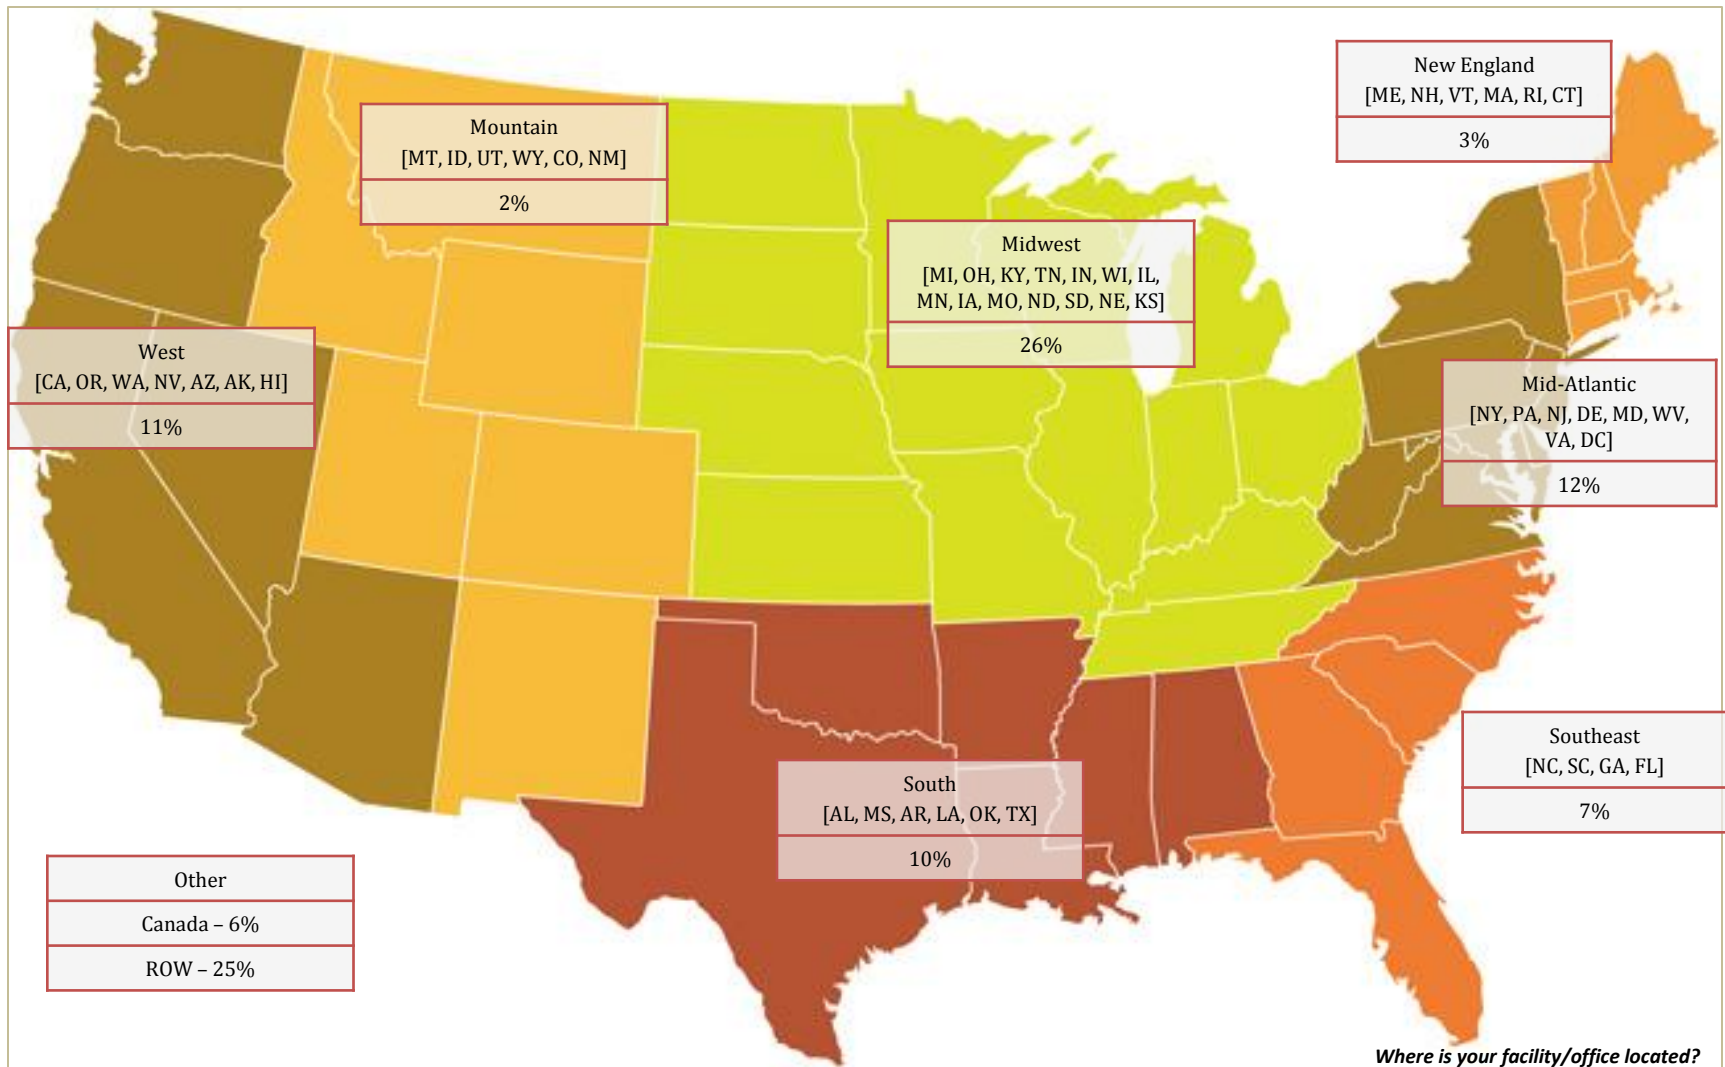 New England
[ME, NH, VT, MA, RI, CT]
3%
Mountain
[MT, ID, UT, WY, CO, NM]
2%
Midwest
[MI, OH, KY, TN, IN, WI, IL,
MN, IA, MO, ND, SD, NE, KS]
26%
West
[CA, OR, WA, NV, AZ, AK, HI]
11%
Mid-Atlantic
[NY, PA, NJ, DE, MD, WV,
VA, DC]
12%
Southeast
[NC, SC, GA, FL]
7%
South
[AL, MS, AR, LA, OK, TX]
10%
Other
Canada – 6%
ROW – 25%
Where is your facility/office located?